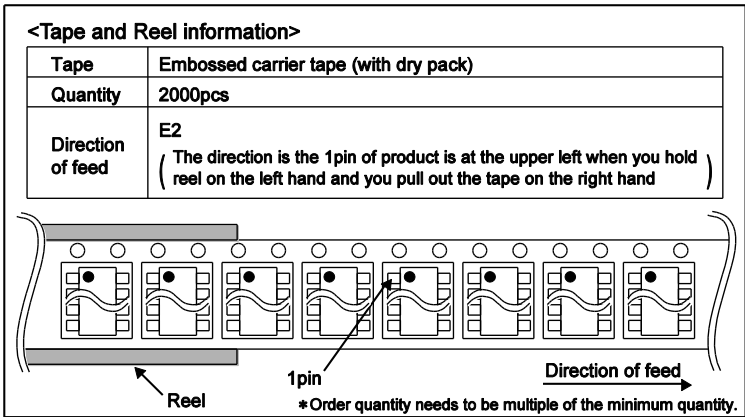 <Tape and Reel information>
Tape Embossed carrier tape (with dry pack)
Quantity 2000pcs
Direction of feed E2
( The direction is the 1pin of product is at the upper left when you hold
reel on the left hand and you pull out the tape on the right hand )
1pin
Direction of feed
Reel
*Order quantity needs to be multiple of the minimum quantity.